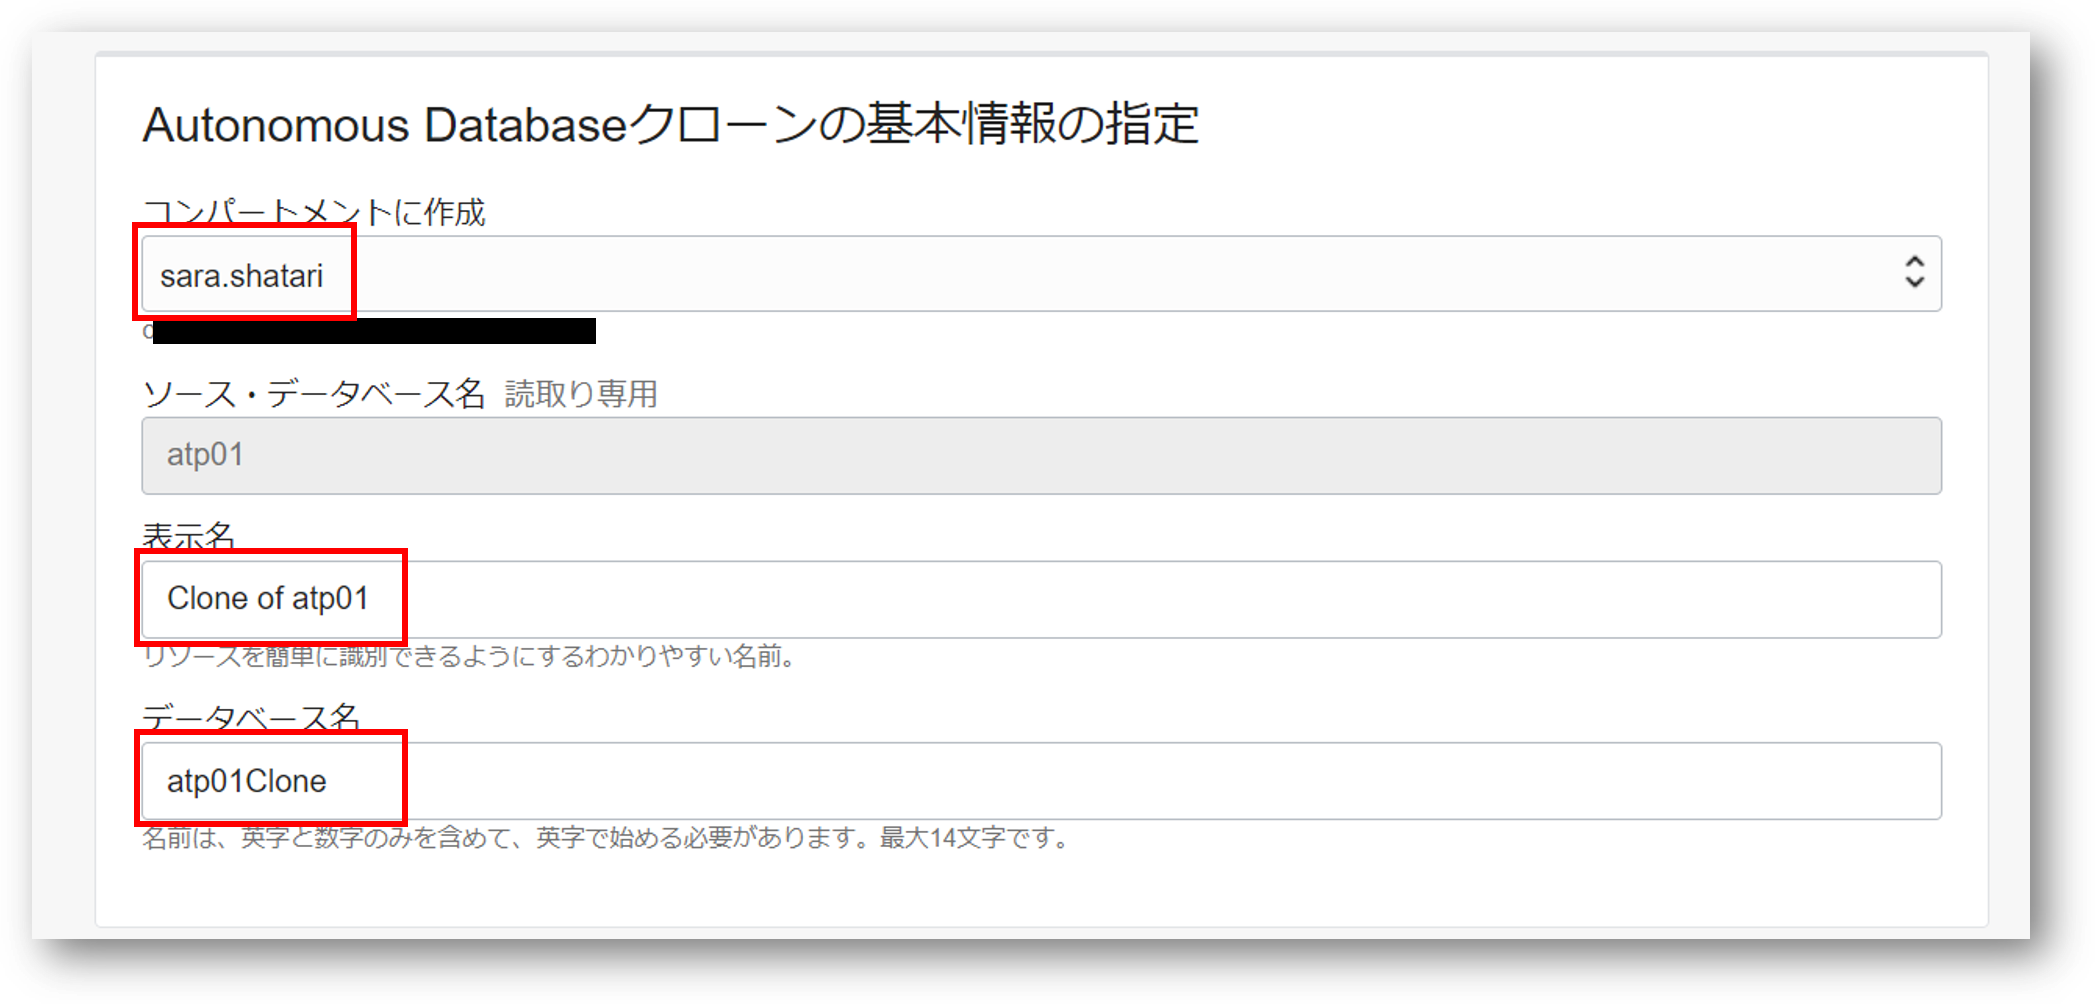 Autonomous Databaseクローンの基本情報の指定
コンパートメントに作成
sara.shatari
ソース・データベース名 読取り専用
atp01
表示名
Clone of atp01
リソースを簡単に識別できるようにするわかりやすい名前。
データベース名
atp01Clone
名前は、英字と数字のみを含めて、英字で始める必要があります。最大14文字です。